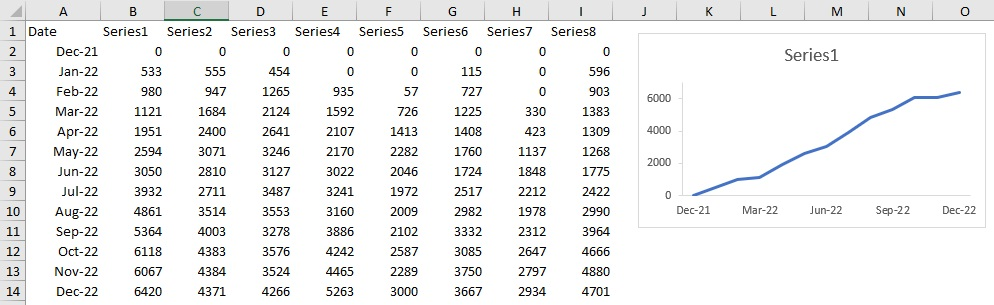 A B C D E F G H I J K L M N O
1 Date Series1 Series2 Series3 Series4 Series5 Series6 Series7 Series8
2 Dec-21 0 0 0 0 0 0 0 0
3 Jan-22 533 555 454 0 0 115 0 596
4 Feb-22 980 947 1265 935 57 727 0 903
5 Mar-22 1121 1684 2124 1592 726 1225 330 1383
6 Apr-22 1951 2400 2641 2107 1413 1408 423 1309
7 May-22 2594 3071 3246 2170 2282 1760 1137 1268
8 Jun-22 3050 2810 3127 3022 2046 1724 1848 1775
9 Jul-22 3932 2711 3487 3241 1972 2517 2212 2422
10 Aug-22 4861 3514 3553 3160 2009 2982 1978 2990
11 Sep-22 5364 4003 3278 3886 2102 3332 2312 3964
12 Oct-22 6118 4383 3576 4242 2587 3085 2647 4666
13 Nov-22 6067 4384 3524 4465 2289 3750 2797 4880
14 Dec-22 6420 4371 4266 5263 3000 3667 2934 4701
Series1
6000
4000
2000
0
Dec-21 Mar-22 Jun-22 Sep-22 Dec-22